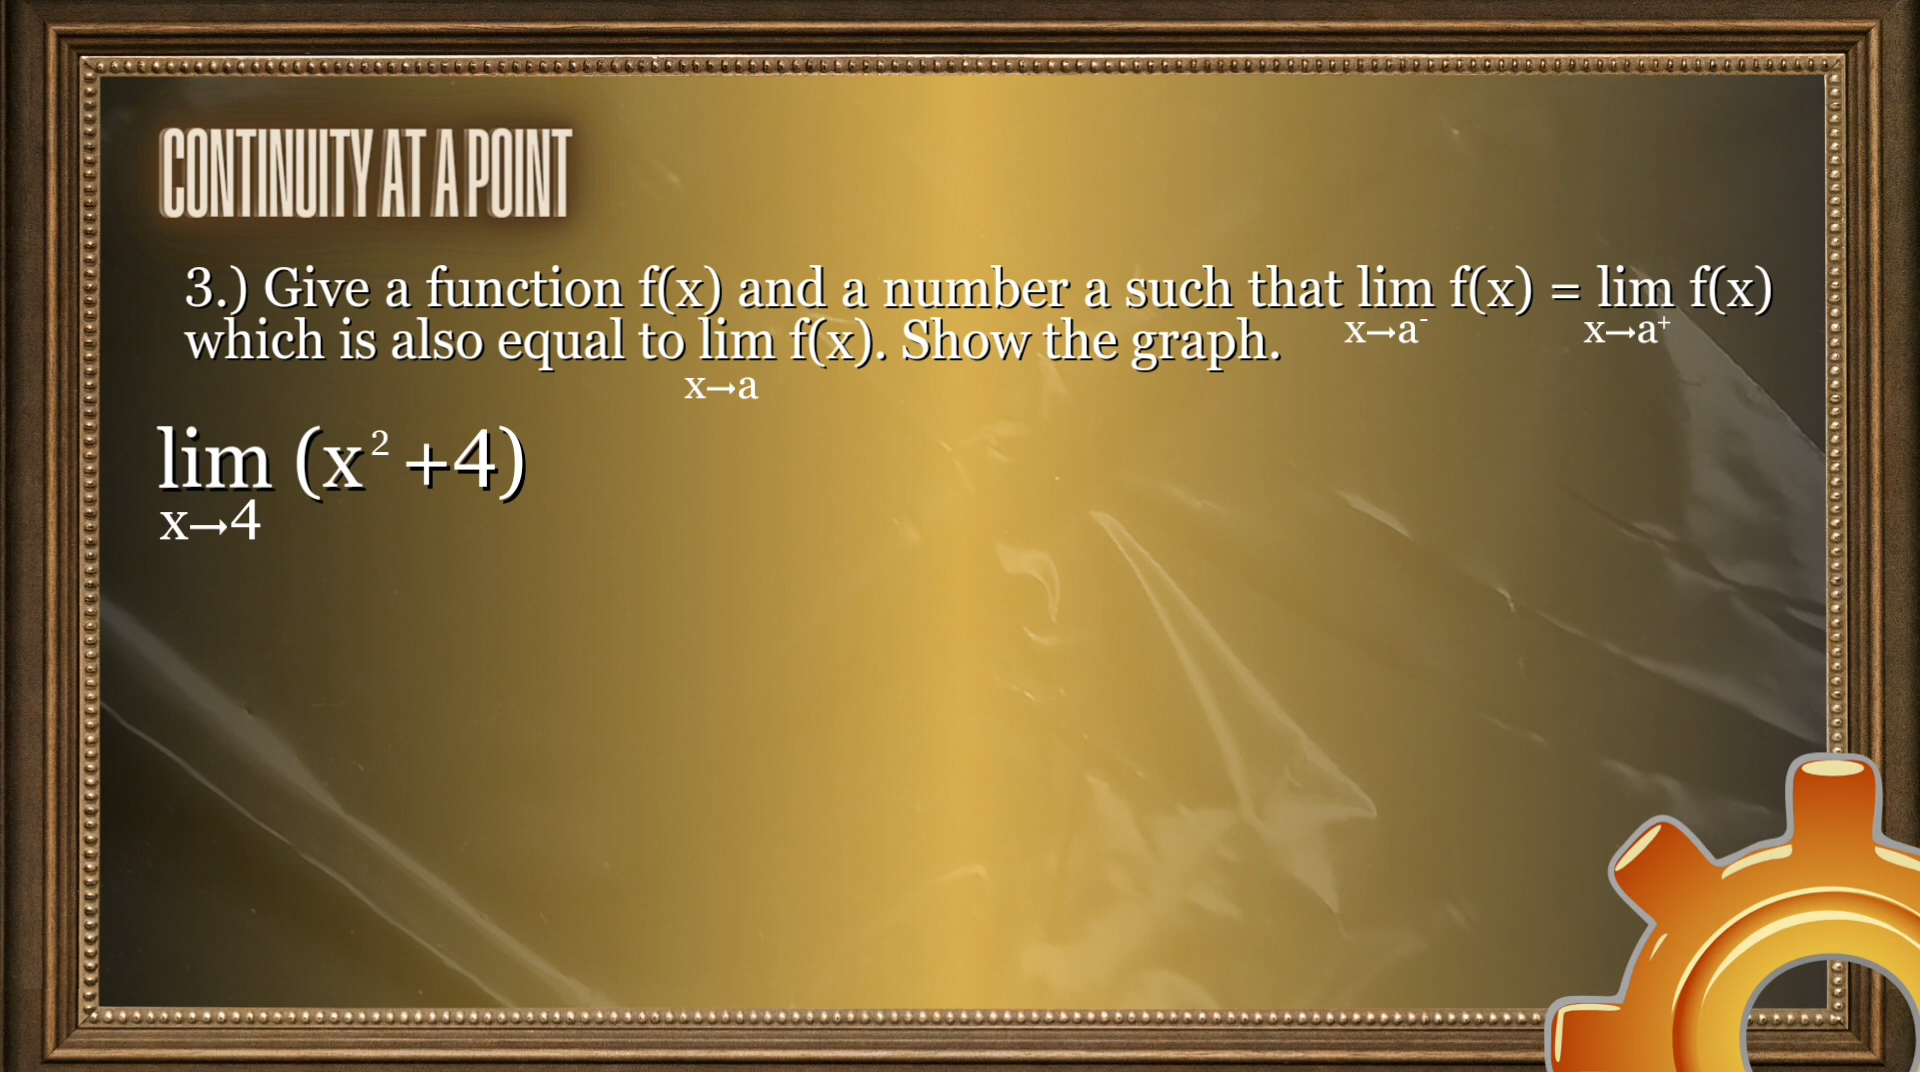 CONTINUITY AT A POINT
3.) Give a function f(x) and a number a such that lim f(x) = lim f(x)
x→a⁻ x→a⁺
which is also equal to lim f(x). Show the graph.
x→a
lim (x² +4)
x→4